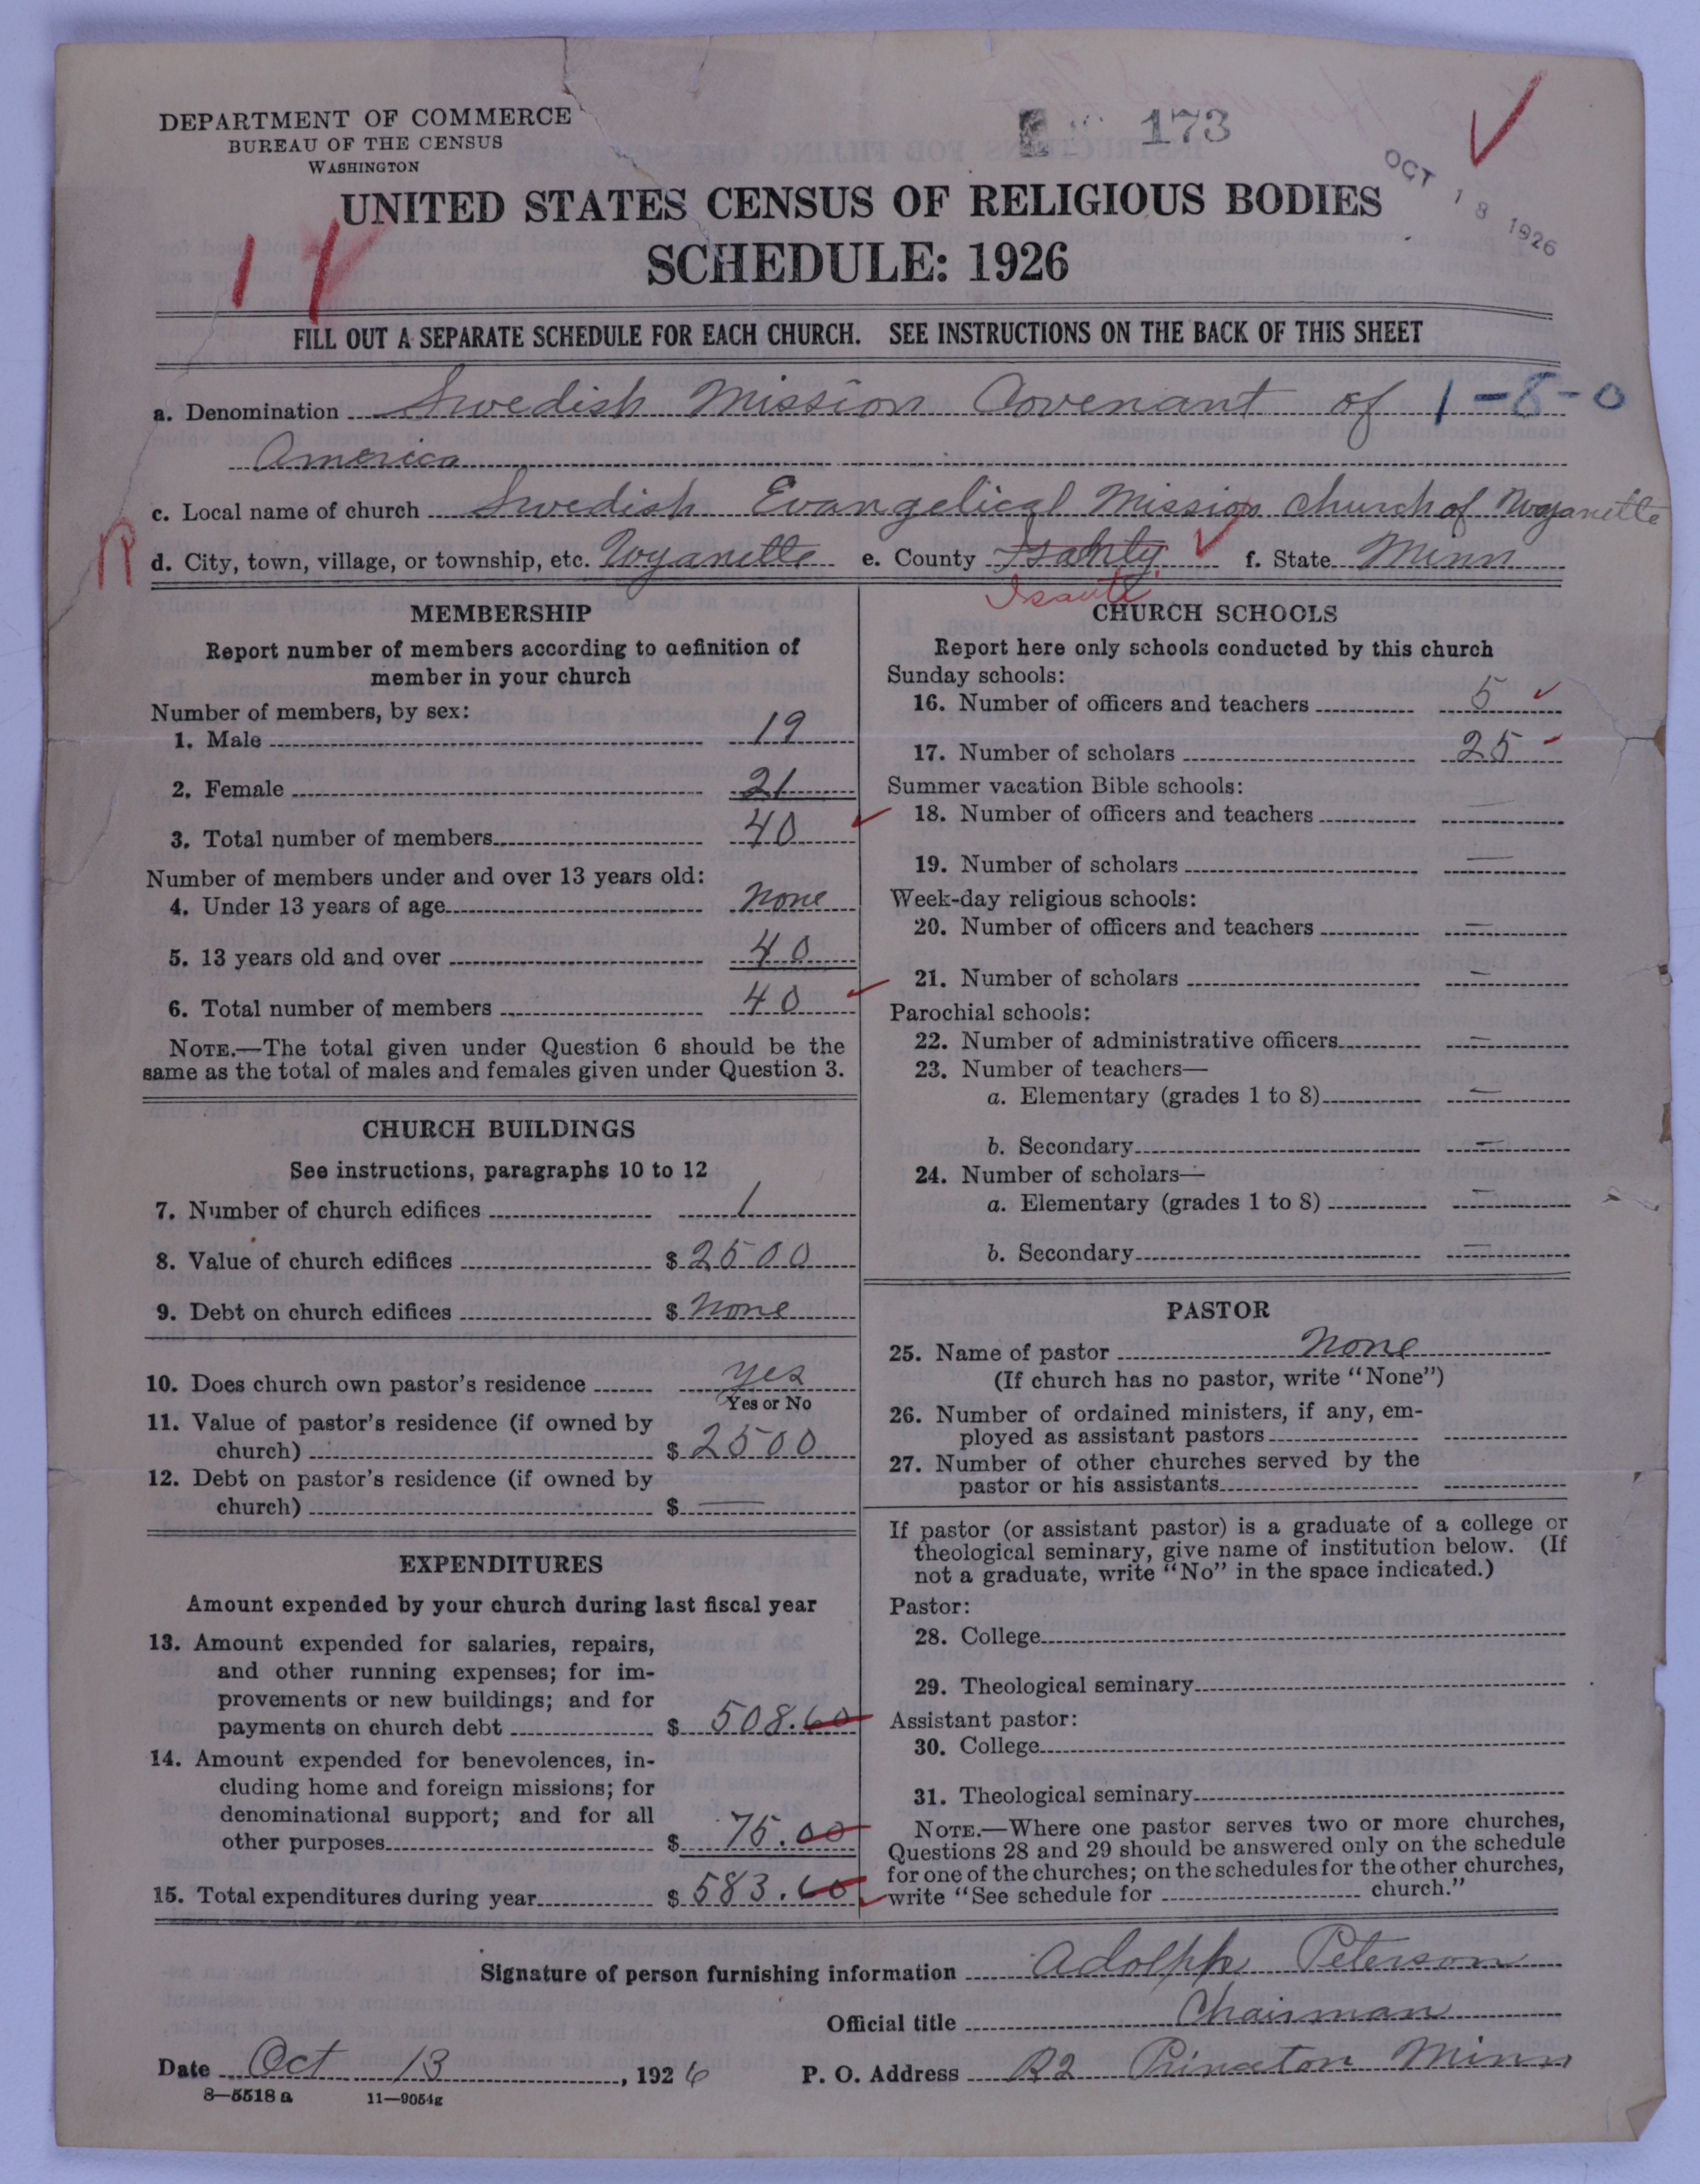 DEPARTMENT OF COMMERCE
BUREAU OF THE CENSUS
WASHINGTON
173
OCT 18 1926
UNITED STATES CENSUS OF RELIGIOUS BODIES
SCHEDULE: 1926
FILL OUT A SEPARATE SCHEDULE FOR EACH CHURCH. SEE INSTRUCTIONS ON THE BACK OF THIS SHEET
a. Denomination Swedish Mission Covenant of 1-8-0
America
c. Local name of church Swedish Evangelical Mission Church of Wyanette
R
d. City, town, village, or township, etc. Wyanette e. County f. State Minn
Isanti
MEMBERSHIP
Report number of members according to definition of
member in your church
Number of members, by sex:
1. Male 19
2. Female 21
3. Total number of members 40
Number of members under and over 13 years old:
4. Under 13 years of age None
5. 13 years old and over 40
6. Total number of members 40
NOTE.—The total given under Question 6 should be the
same as the total of males and females given under Question 3.
CHURCH BUILDINGS
See instructions, paragraphs 10 to 12
7. Number of church edifices 1
8. Value of church edifices $ 2500
9. Debt on church edifices $ None
10. Does church own pastor's residence yes
Yes or No
11. Value of pastor's residence (if owned by
church) $ 2500
12. Debt on pastor's residence (if owned by
church) $ —
EXPENDITURES
Amount expended by your church during last fiscal year
13. Amount expended for salaries, repairs,
and other running expenses; for im-
provements or new buildings; and for
payments on church debt $ 508.60
14. Amount expended for benevolences, in-
cluding home and foreign missions; for
denominational support; and for all
other purposes $ 75.00
15. Total expenditures during year $ 583.60
CHURCH SCHOOLS
Report here only schools conducted by this church
Sunday schools:
16. Number of officers and teachers 5
17. Number of scholars 25
Summer vacation Bible schools:
18. Number of officers and teachers —
19. Number of scholars —
Week-day religious schools:
20. Number of officers and teachers —
21. Number of scholars —
Parochial schools:
22. Number of administrative officers —
23. Number of teachers—
a. Elementary (grades 1 to 8) —
b. Secondary —
24. Number of scholars—
a. Elementary (grades 1 to 8) —
b. Secondary —
PASTOR
25. Name of pastor None
(If church has no pastor, write "None")
26. Number of ordained ministers, if any, em-
ployed as assistant pastors
27. Number of other churches served by the
pastor or his assistants
If pastor (or assistant pastor) is a graduate of a college or
theological seminary, give name of institution below. (If
not a graduate, write "No" in the space indicated.)
Pastor:
28. College
29. Theological seminary
Assistant pastor:
30. College
31. Theological seminary
NOTE.—Where one pastor serves two or more churches,
Questions 28 and 29 should be answered only on the schedule
for one of the churches; on the schedules for the other churches,
write "See schedule for church."
Signature of person furnishing information Adolph Peterson
Official title Chairman
Date Oct 13, 1926 P. O. Address R2 Princeton Minn
8—5518 a 11—9054g